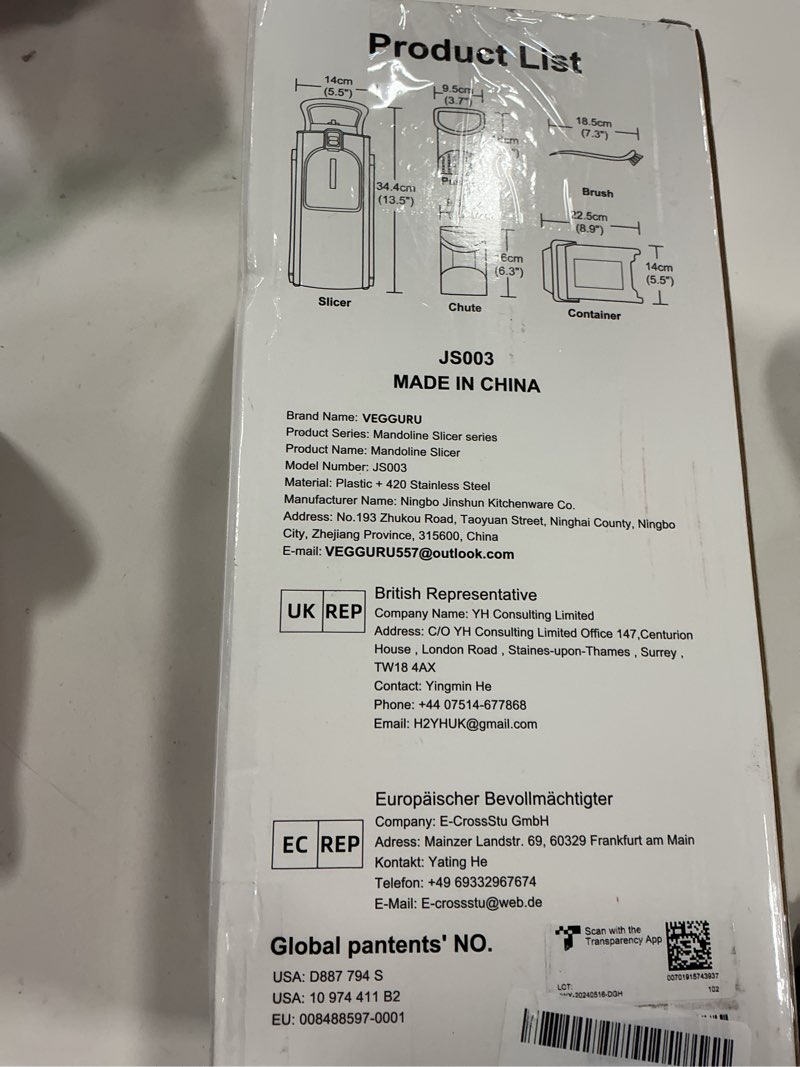 Product List
14cm
(5.5")
9.5cm
(3.7")
18.5cm
(7.3")
34.4cm
(13.5")
Brush
22.5cm
(8.9")
6cm
(6.3")
14cm
(5.5")
Slicer
Chute
Container
JS003
MADE IN CHINA
Brand Name: VEGGURU
Product Series: Mandoline Slicer series
Product Name: Mandoline Slicer
Model Number: JS003
Material: Plastic + 420 Stainless Steel
Manufacturer Name: Ningbo Jinshun Kitchenware Co.
Address: No.193 Zhukou Road, Taoyuan Street, Ninghai County, Ningbo
City, Zhejiang Province, 315600, China
E-mail: VEGGURU557@outlook.com
UK REP
British Representative
Company Name: YH Consulting Limited
Address: C/O YH Consulting Limited Office 147,Centurion
House , London Road , Staines-upon-Thames , Surrey ,
TW18 4AX
Contact: Yingmin He
Phone: +44 07514-677868
Email: H2YHUK@gmail.com
EC REP
Europäischer Bevollmächtigter
Company: E-CrossStu GmbH
Adress: Mainzer Landstr. 69, 60329 Frankfurt am Main
Kontakt: Yating He
Telefon: +49 69332967674
E-Mail: E-crossstu@web.de
Global pantents' NO.
USA: D887 794 S
USA: 10 974 411 B2
EU: 008488597-0001
Scan with the
Transparency App
00701915743937
LOT:
102